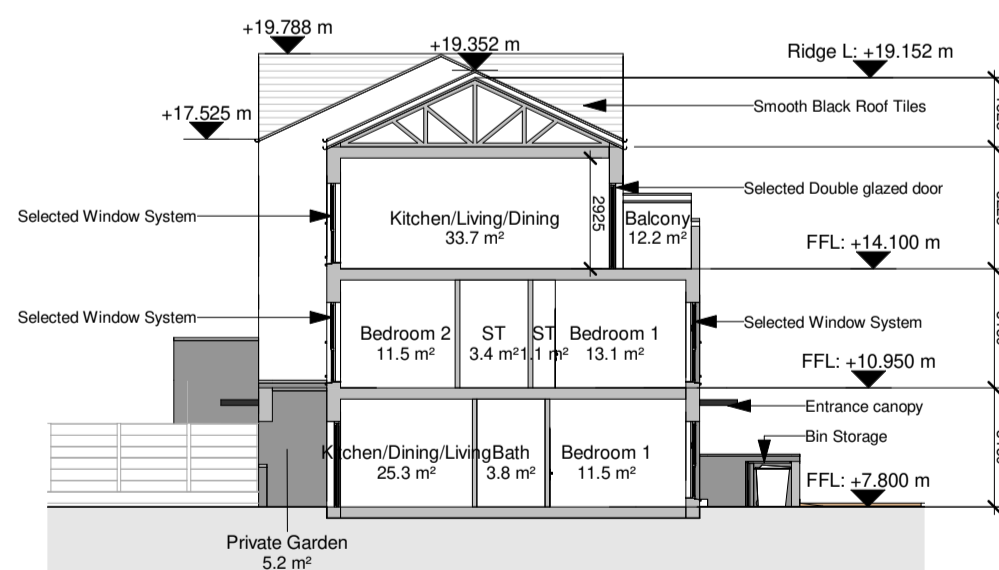 +19.788 m
+19.352 m
Ridge L: +19.152 m
+17.525 m
Smooth Black Roof Tiles
Selected Double glazed door
Selected Window System
Kitchen/Living/Dining
33.7 m²
2925
Balcony
12.2 m²
FFL: +14.100 m
Selected Window System
Bedroom 2
11.5 m²
ST
3.4 m²
ST
1.1 m²
Bedroom 1
13.1 m²
Selected Window System
FFL: +10.950 m
Entrance canopy
Bin Storage
Kitchen/Dining/Living
25.3 m²
Bath
3.8 m²
Bedroom 1
11.5 m²
FFL: +7.800 m
Private Garden
5.2 m²